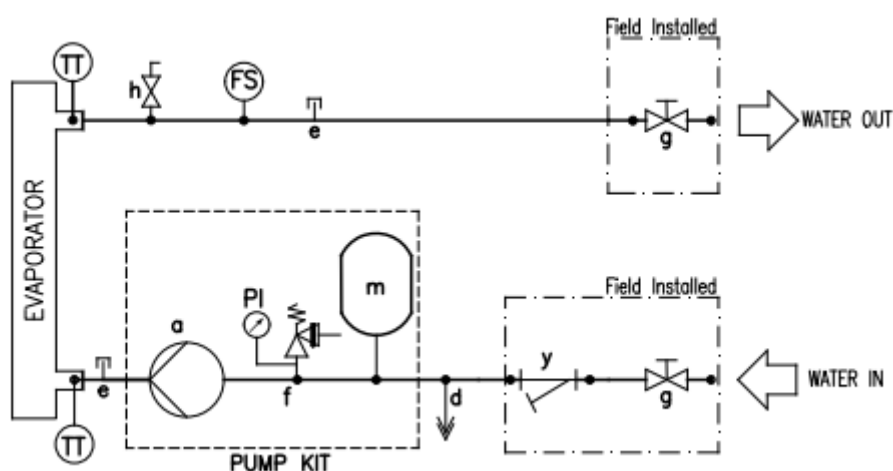 Field Installed
TT
h
FS
e
g
WATER OUT
EVAPORATOR
m
PI
a
Field Installed
y
e
f
d
g
WATER IN
TT
PUMP KIT